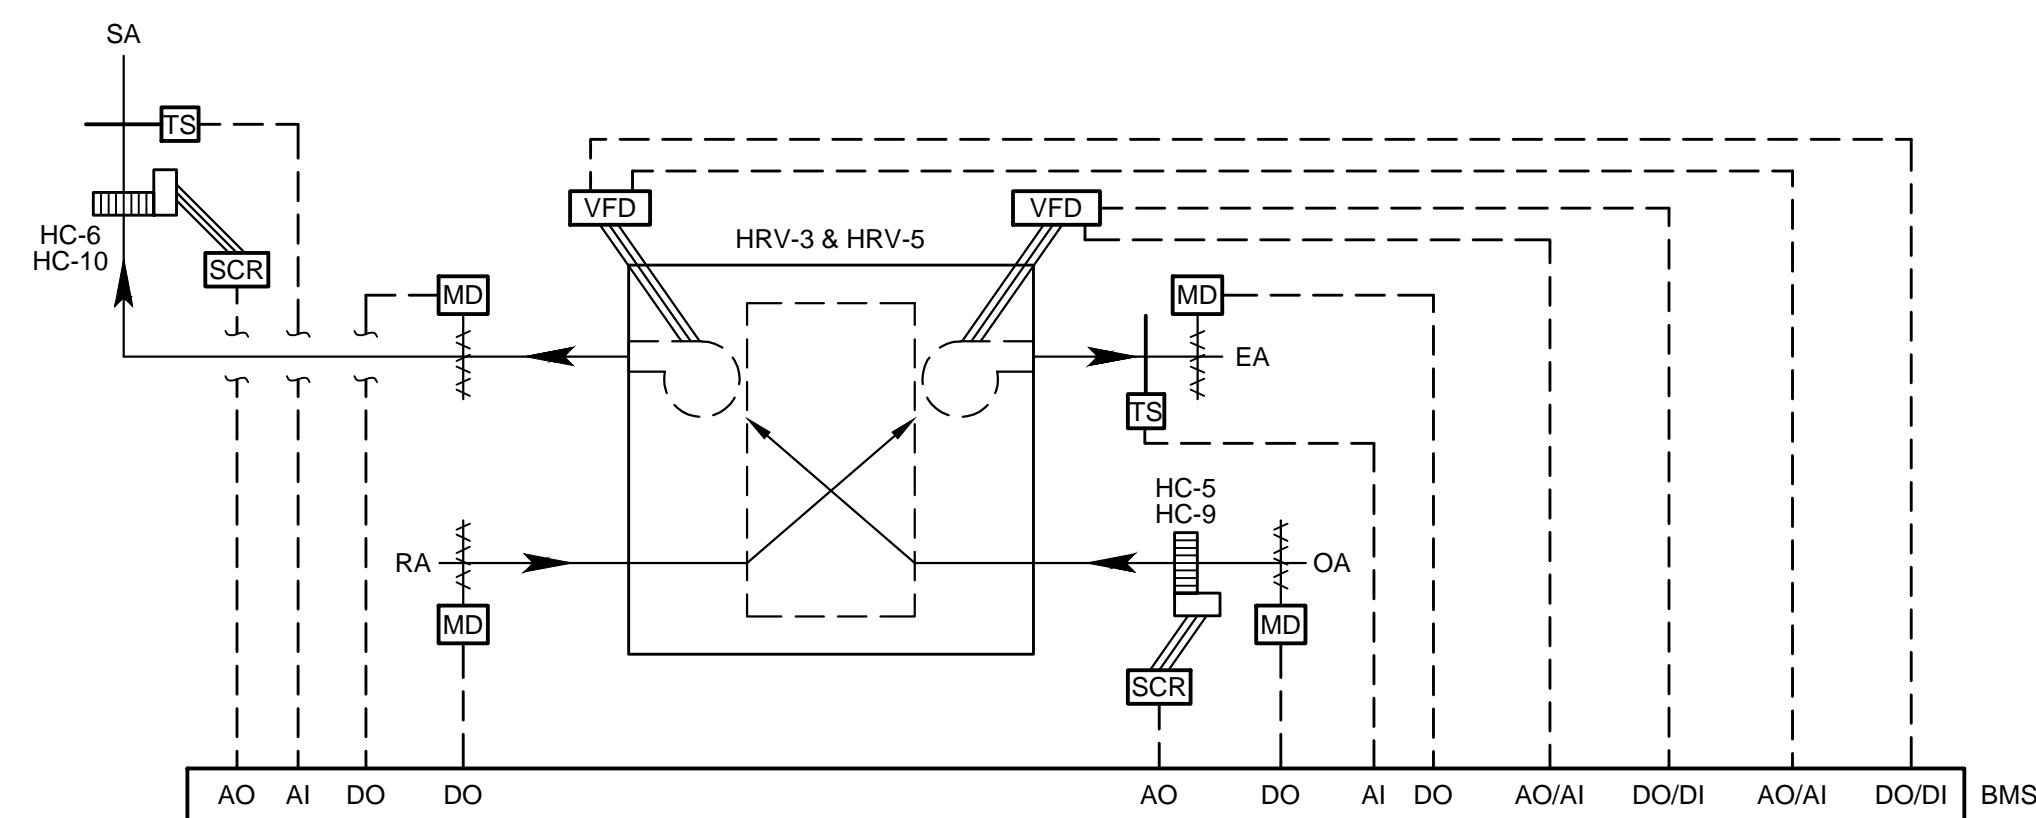 SA
TS
VFD
VFD
HRV-3 & HRV-5
HC-6
HC-10
SCR
MD
MD
EA
TS
HC-5
HC-9
RA
OA
MD
MD
SCR
AO AI DO DO AO DO AI DO AO/AI DO/DI AO/AI DO/DI BMS